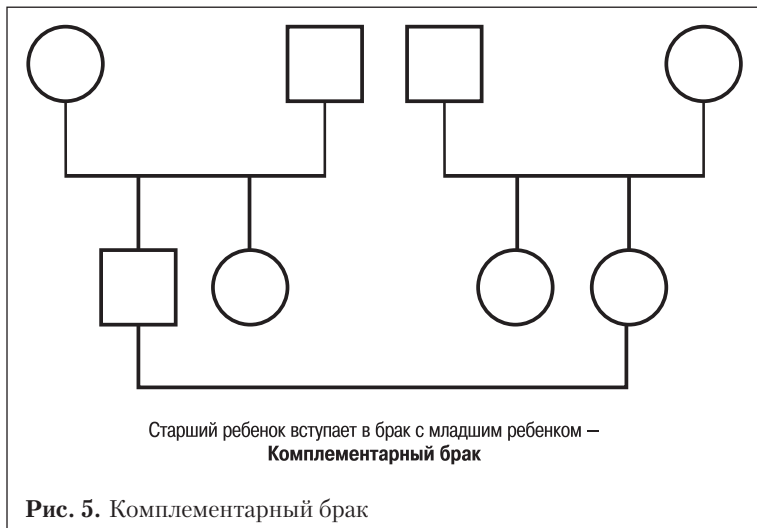 Старший ребенок вступает в брак с младшим ребенком –
Комплементарный брак
Рис. 5. Комплементарный брак